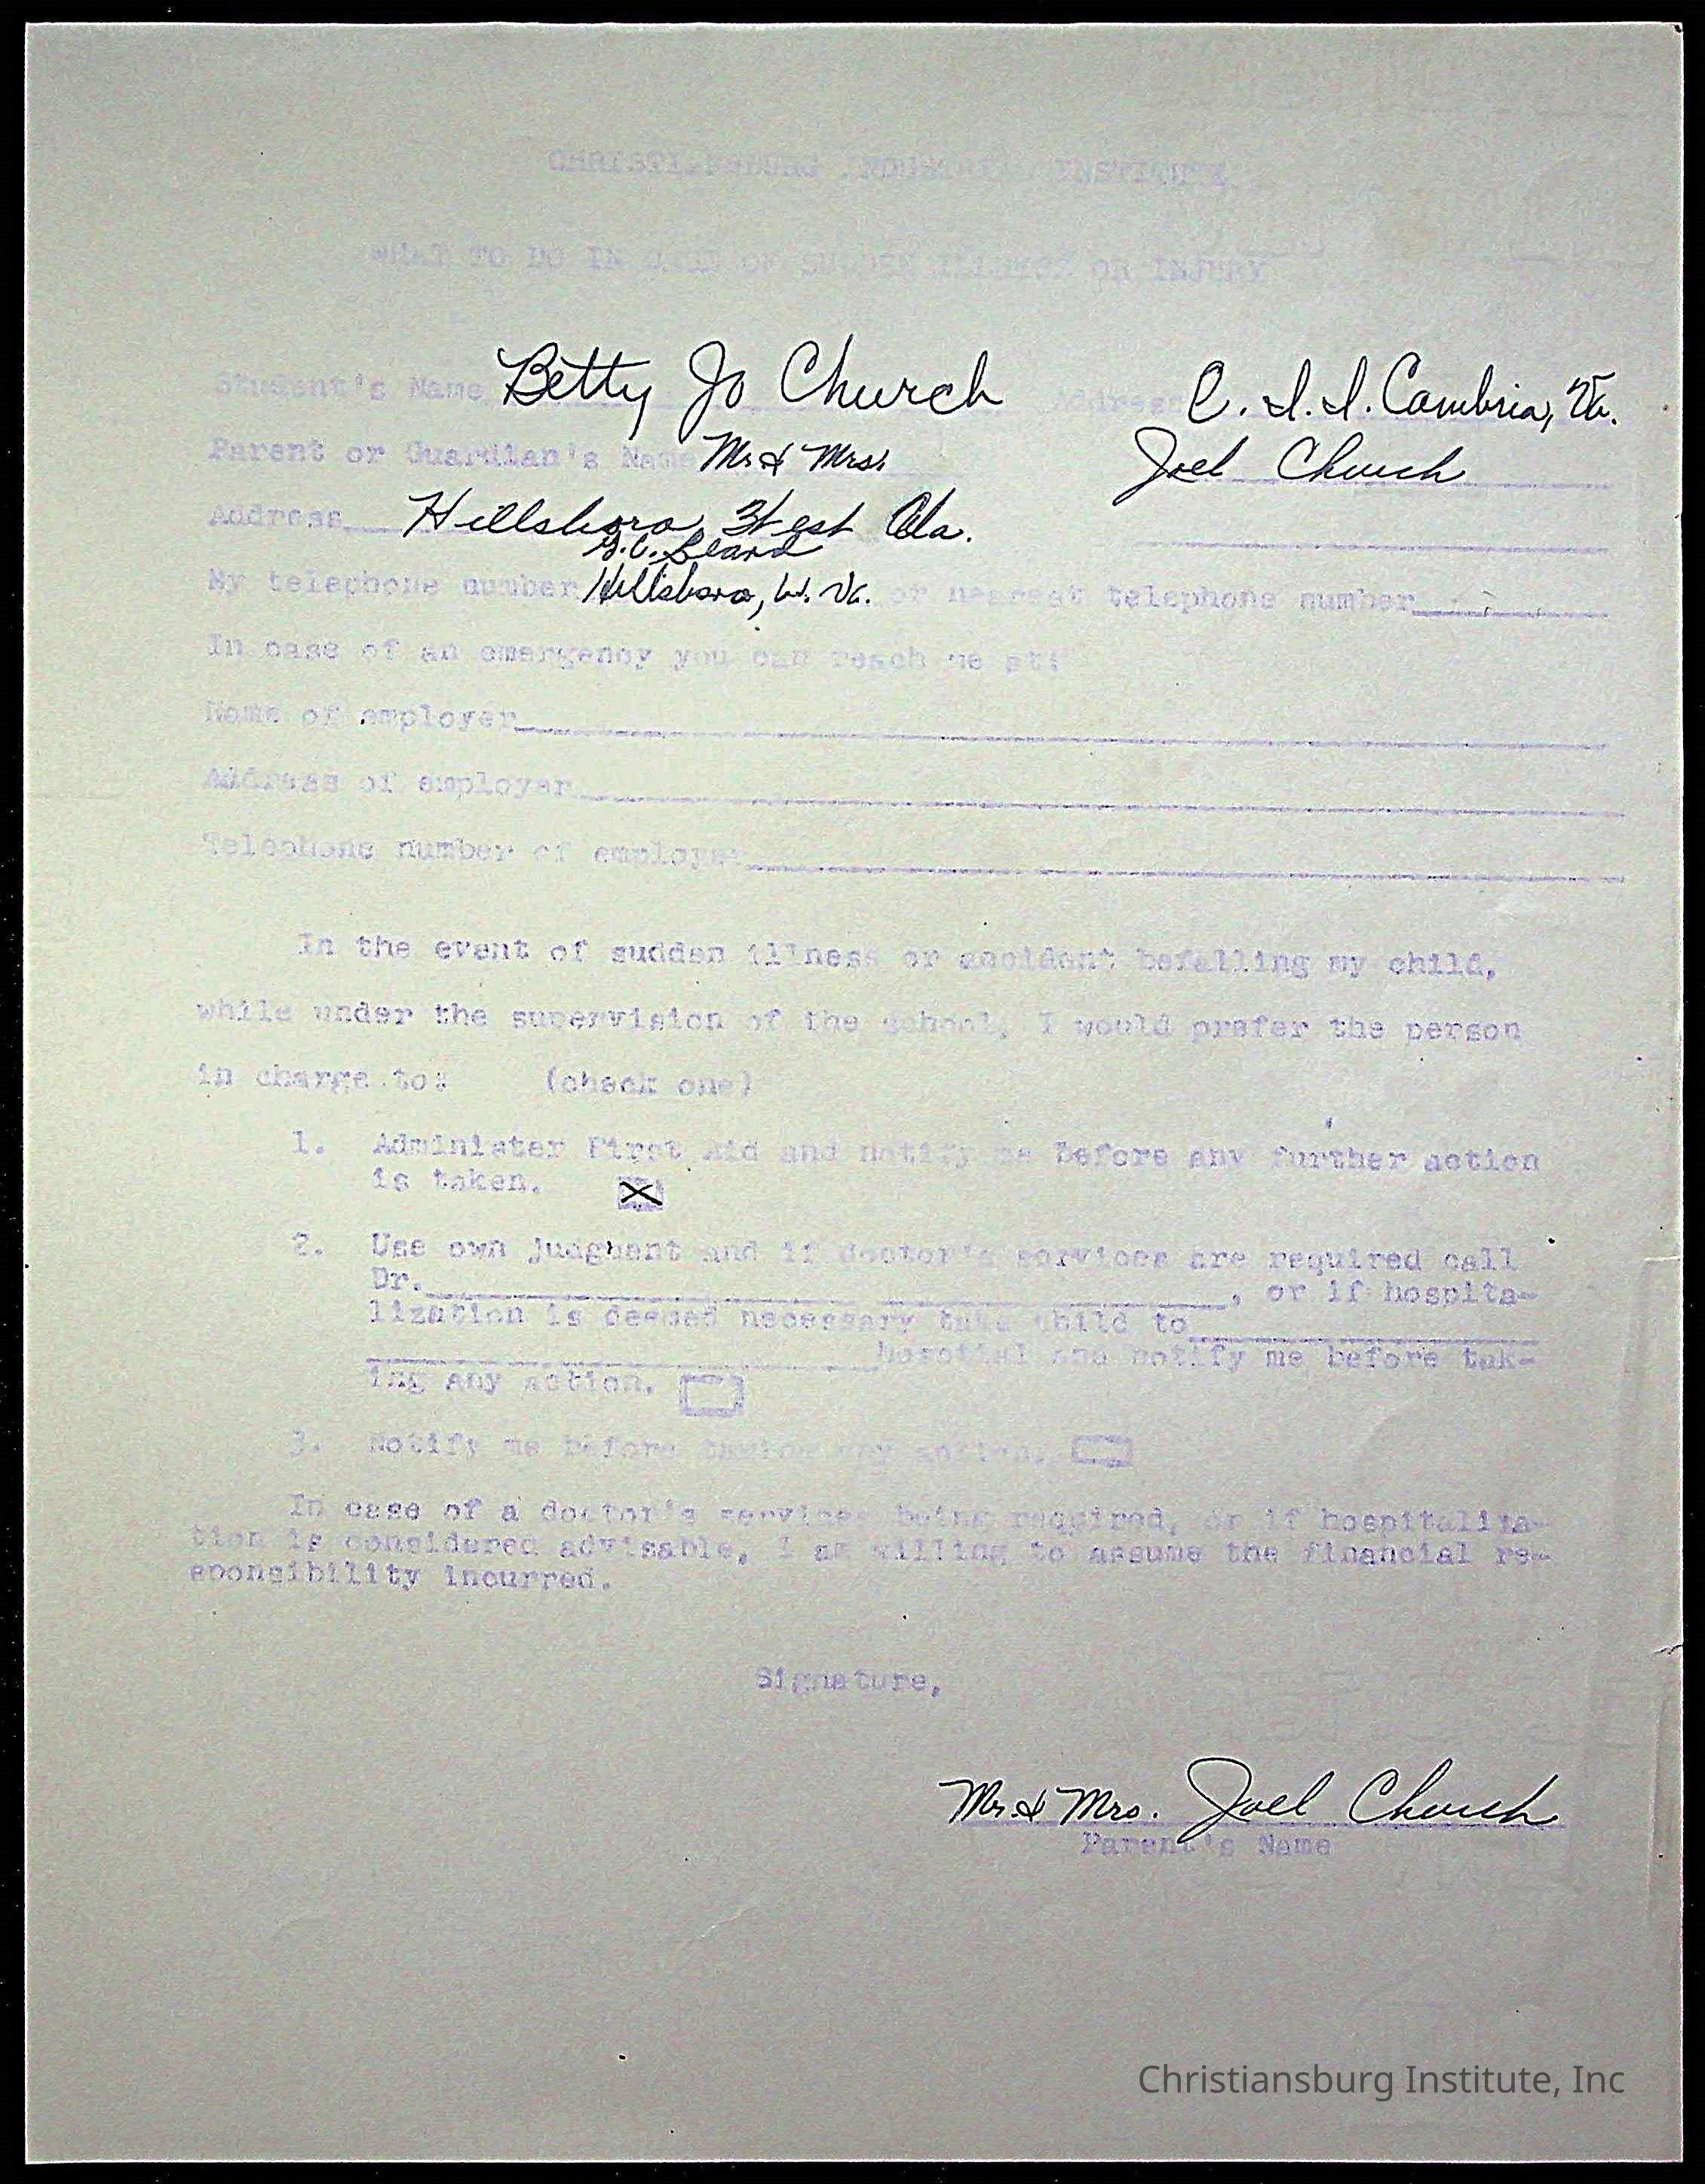 CHRISTIANSBURG INDUSTRIAL INSTITUTE
WHAT TO DO IN CASE OF SUDDEN ILLNESS OR INJURY
Student's Name Betty Jo Church Address C. I. I. Cambria, Va.
Parent or Guardian's Name Mr & Mrs. Joel Church
Address Hillsboro, West
Hillsboro, W. Va.
My telephone number or nearest telephone number
In case of an emergency you can reach me at:
Name of employer
Address of employer
Telephone number of employer
In the event of sudden illness or accident befalling my child,
while under the supervision of the school, I would prefer the person
in charge to: (check one)
1. Administer First Aid and notify me before any further action
is taken. X
2. Use own judgment and if doctor's services are required call
Dr. , or if hospita-
lization is deemed necessary take child to
hospital and notify me before tak-
ing any action.
3. Notify me before taking any action.
In case of a doctor's services being required, or if hospitaliza-
tion is considered advisable, I am willing to assume the financial re-
sponsibility incurred.
Signature,
Mr. & Mrs. Joel Church
Parent's Name
Christiansburg Institute, Inc